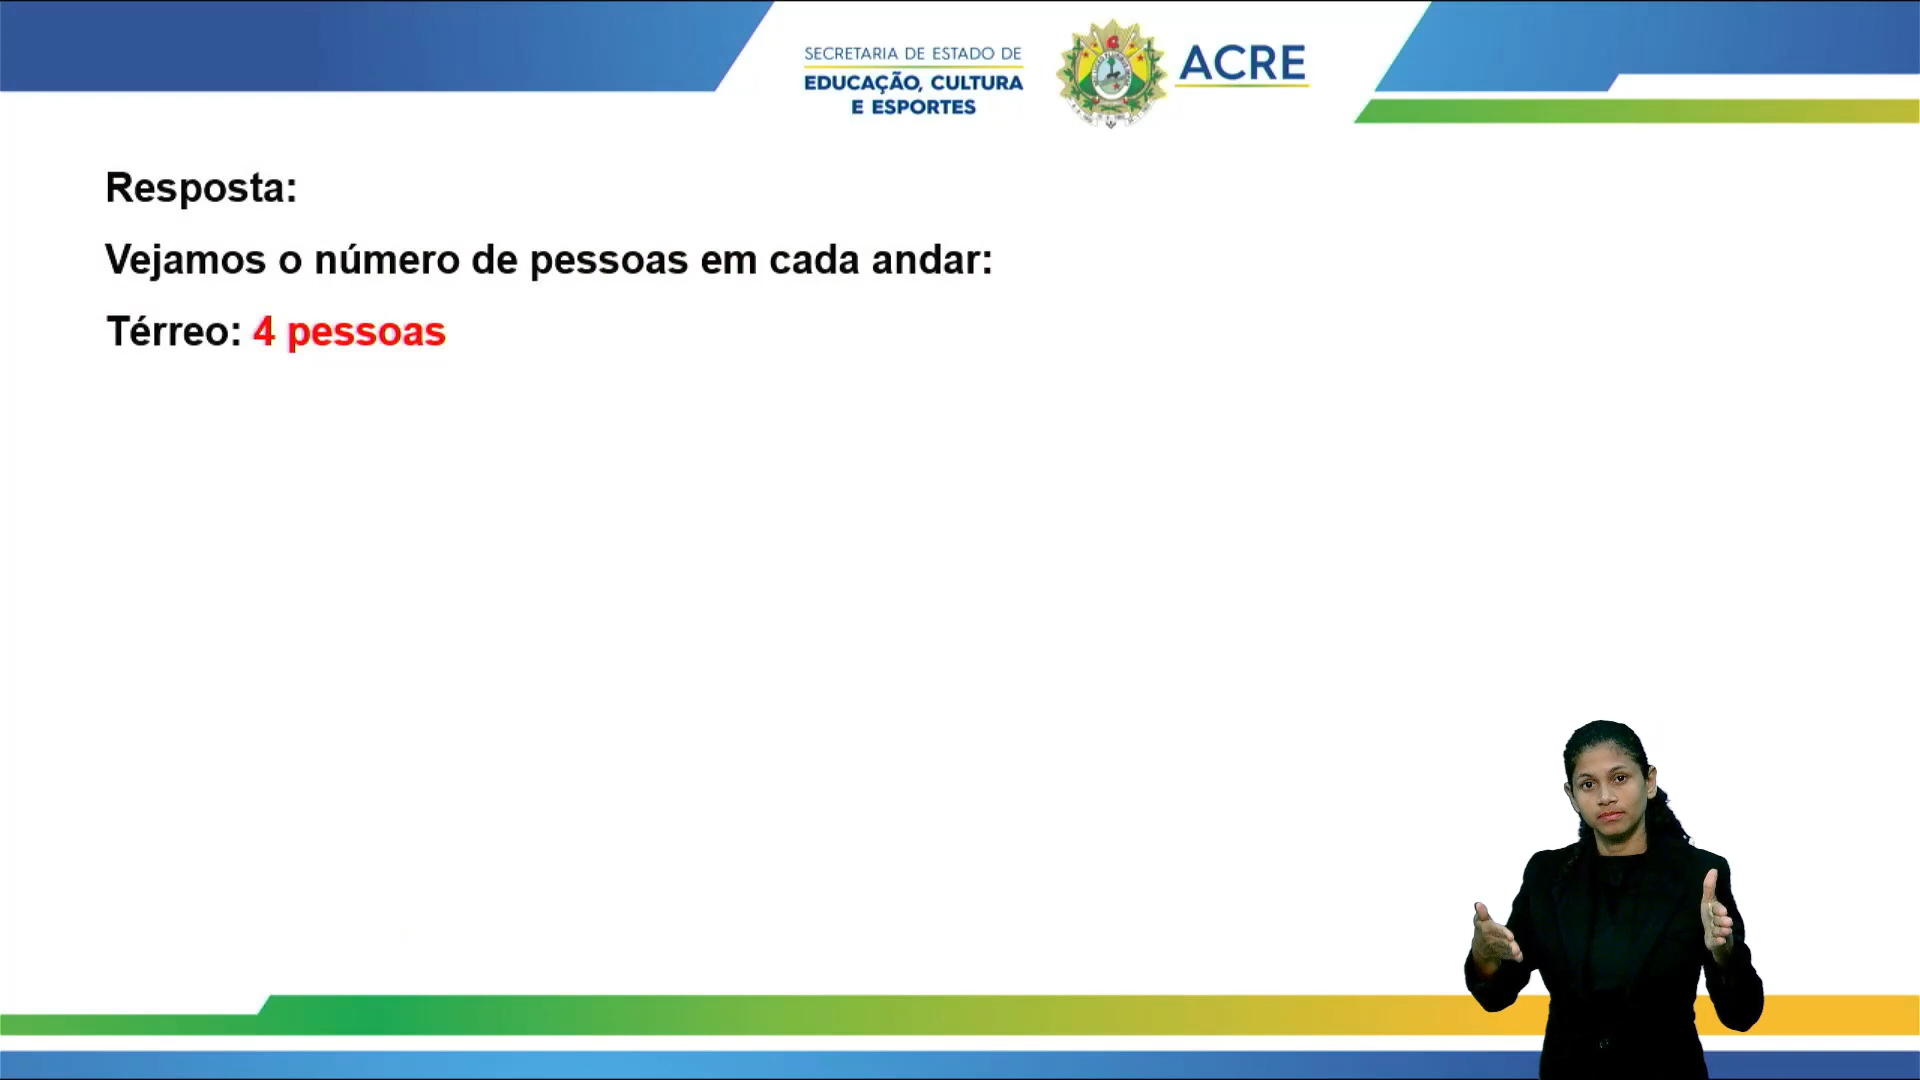 SECRETARIA DE ESTADO DE
EDUCAÇÃO, CULTURA
E ESPORTES
ACRE
Resposta:
Vejamos o número de pessoas em cada andar:
Térreo: 4 pessoas